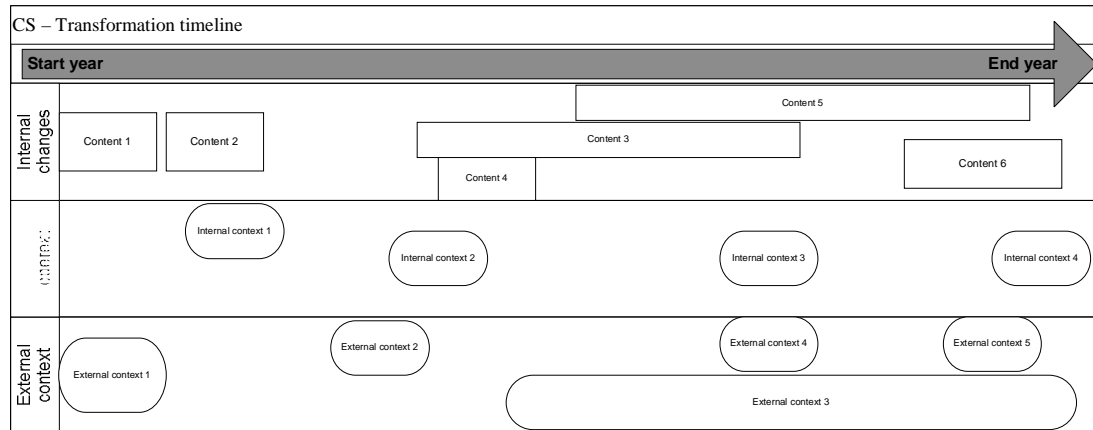 CS – Transformation timeline
Start year
End year
Internal
changes
Content 1
Content 2
Content 3
Content 4
Content 5
Content 6
Internal context 1
Internal context 2
Internal context 3
Internal context 4
External
context
External context 1
External context 2
External context 4
External context 5
External context 3